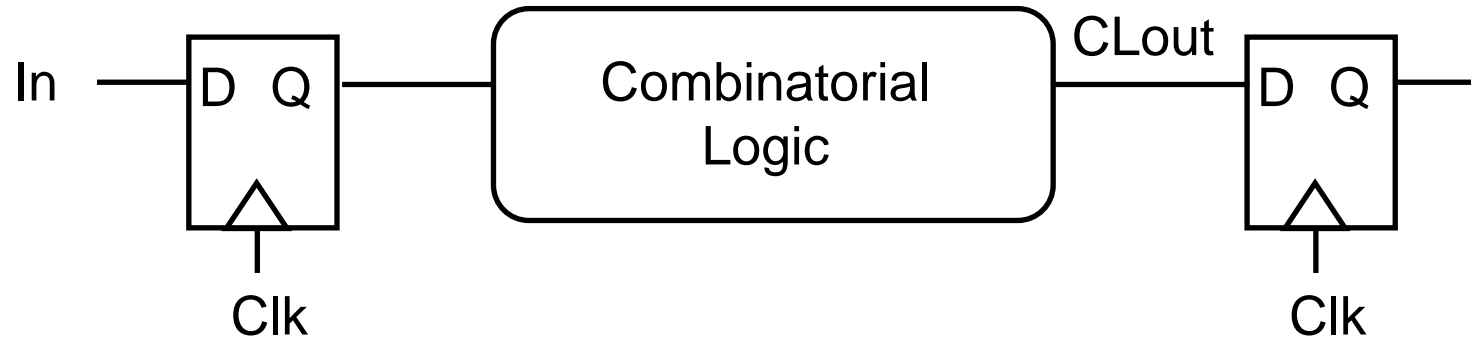 In
D Q
Clk
Combinatorial
Logic
CLout
D Q
Clk